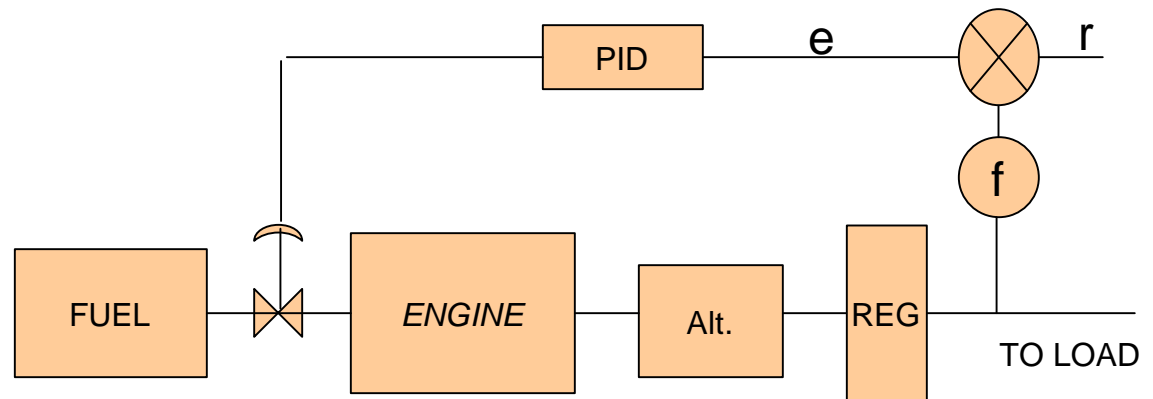 PID
e
r
f
FUEL
ENGINE
Alt.
REG
TO LOAD